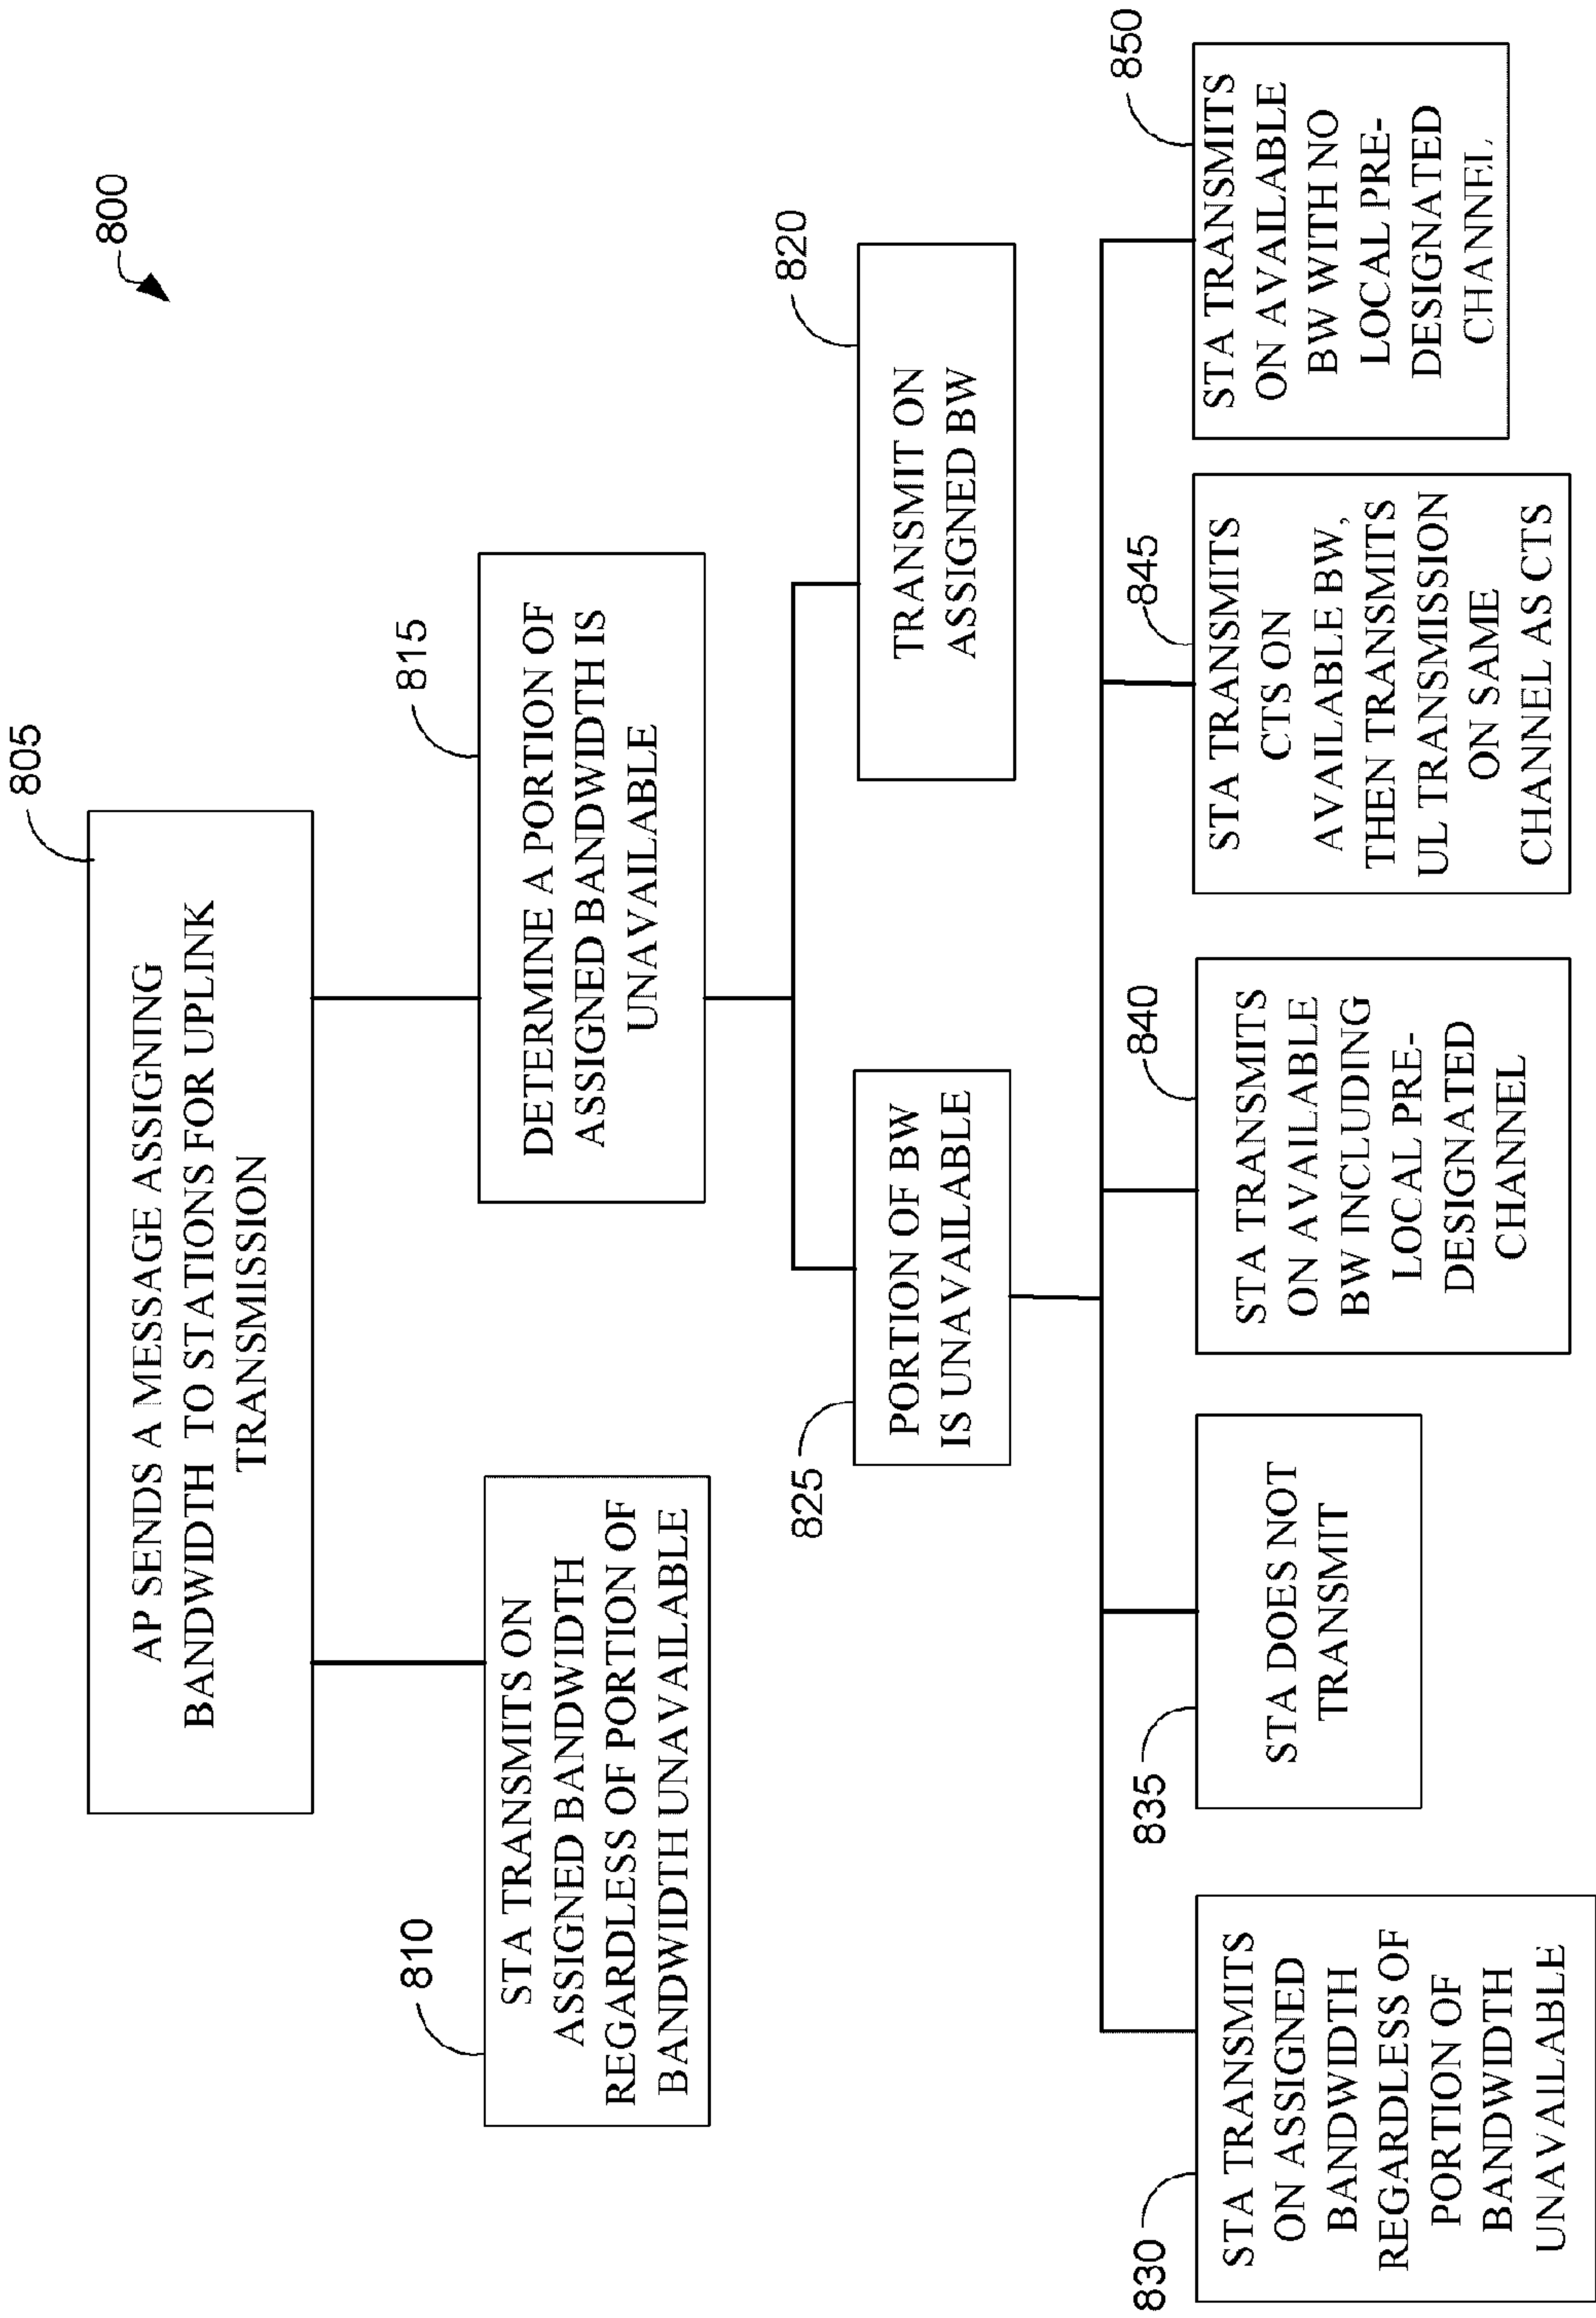 800
805
AP SENDS A MESSAGE ASSIGNING
BANDWIDTH TO STATIONS FOR UPLINK
TRANSMISSION
810
STA TRANSMITS ON
ASSIGNED BANDWIDTH
REGARDLESS OF PORTION OF
BANDWIDTH UNAVAILABLE
815
DETERMINE A PORTION OF
ASSIGNED BANDWIDTH IS
UNAVAILABLE
825
PORTION OF BW
IS UNAVAILABLE
820
TRANSMIT ON
ASSIGNED BW
830
STA TRANSMITS
ON ASSIGNED
BANDWIDTH
REGARDLESS OF
PORTION OF
BANDWIDTH
UNAVAILABLE
835
STA DOES NOT
TRANSMIT
840
STA TRANSMITS
ON AVAILABLE
BW INCLUDING
LOCAL PRE-
DESIGNATED
CHANNEL
845
STA TRANSMITS
CTS ON
AVAILABLE BW,
THEN TRANSMITS
UL TRANSMISSION
ON SAME
CHANNEL AS CTS
850
STA TRANSMITS
ON AVAILABLE
BW WITH NO
LOCAL PRE-
DESIGNATED
CHANNEL